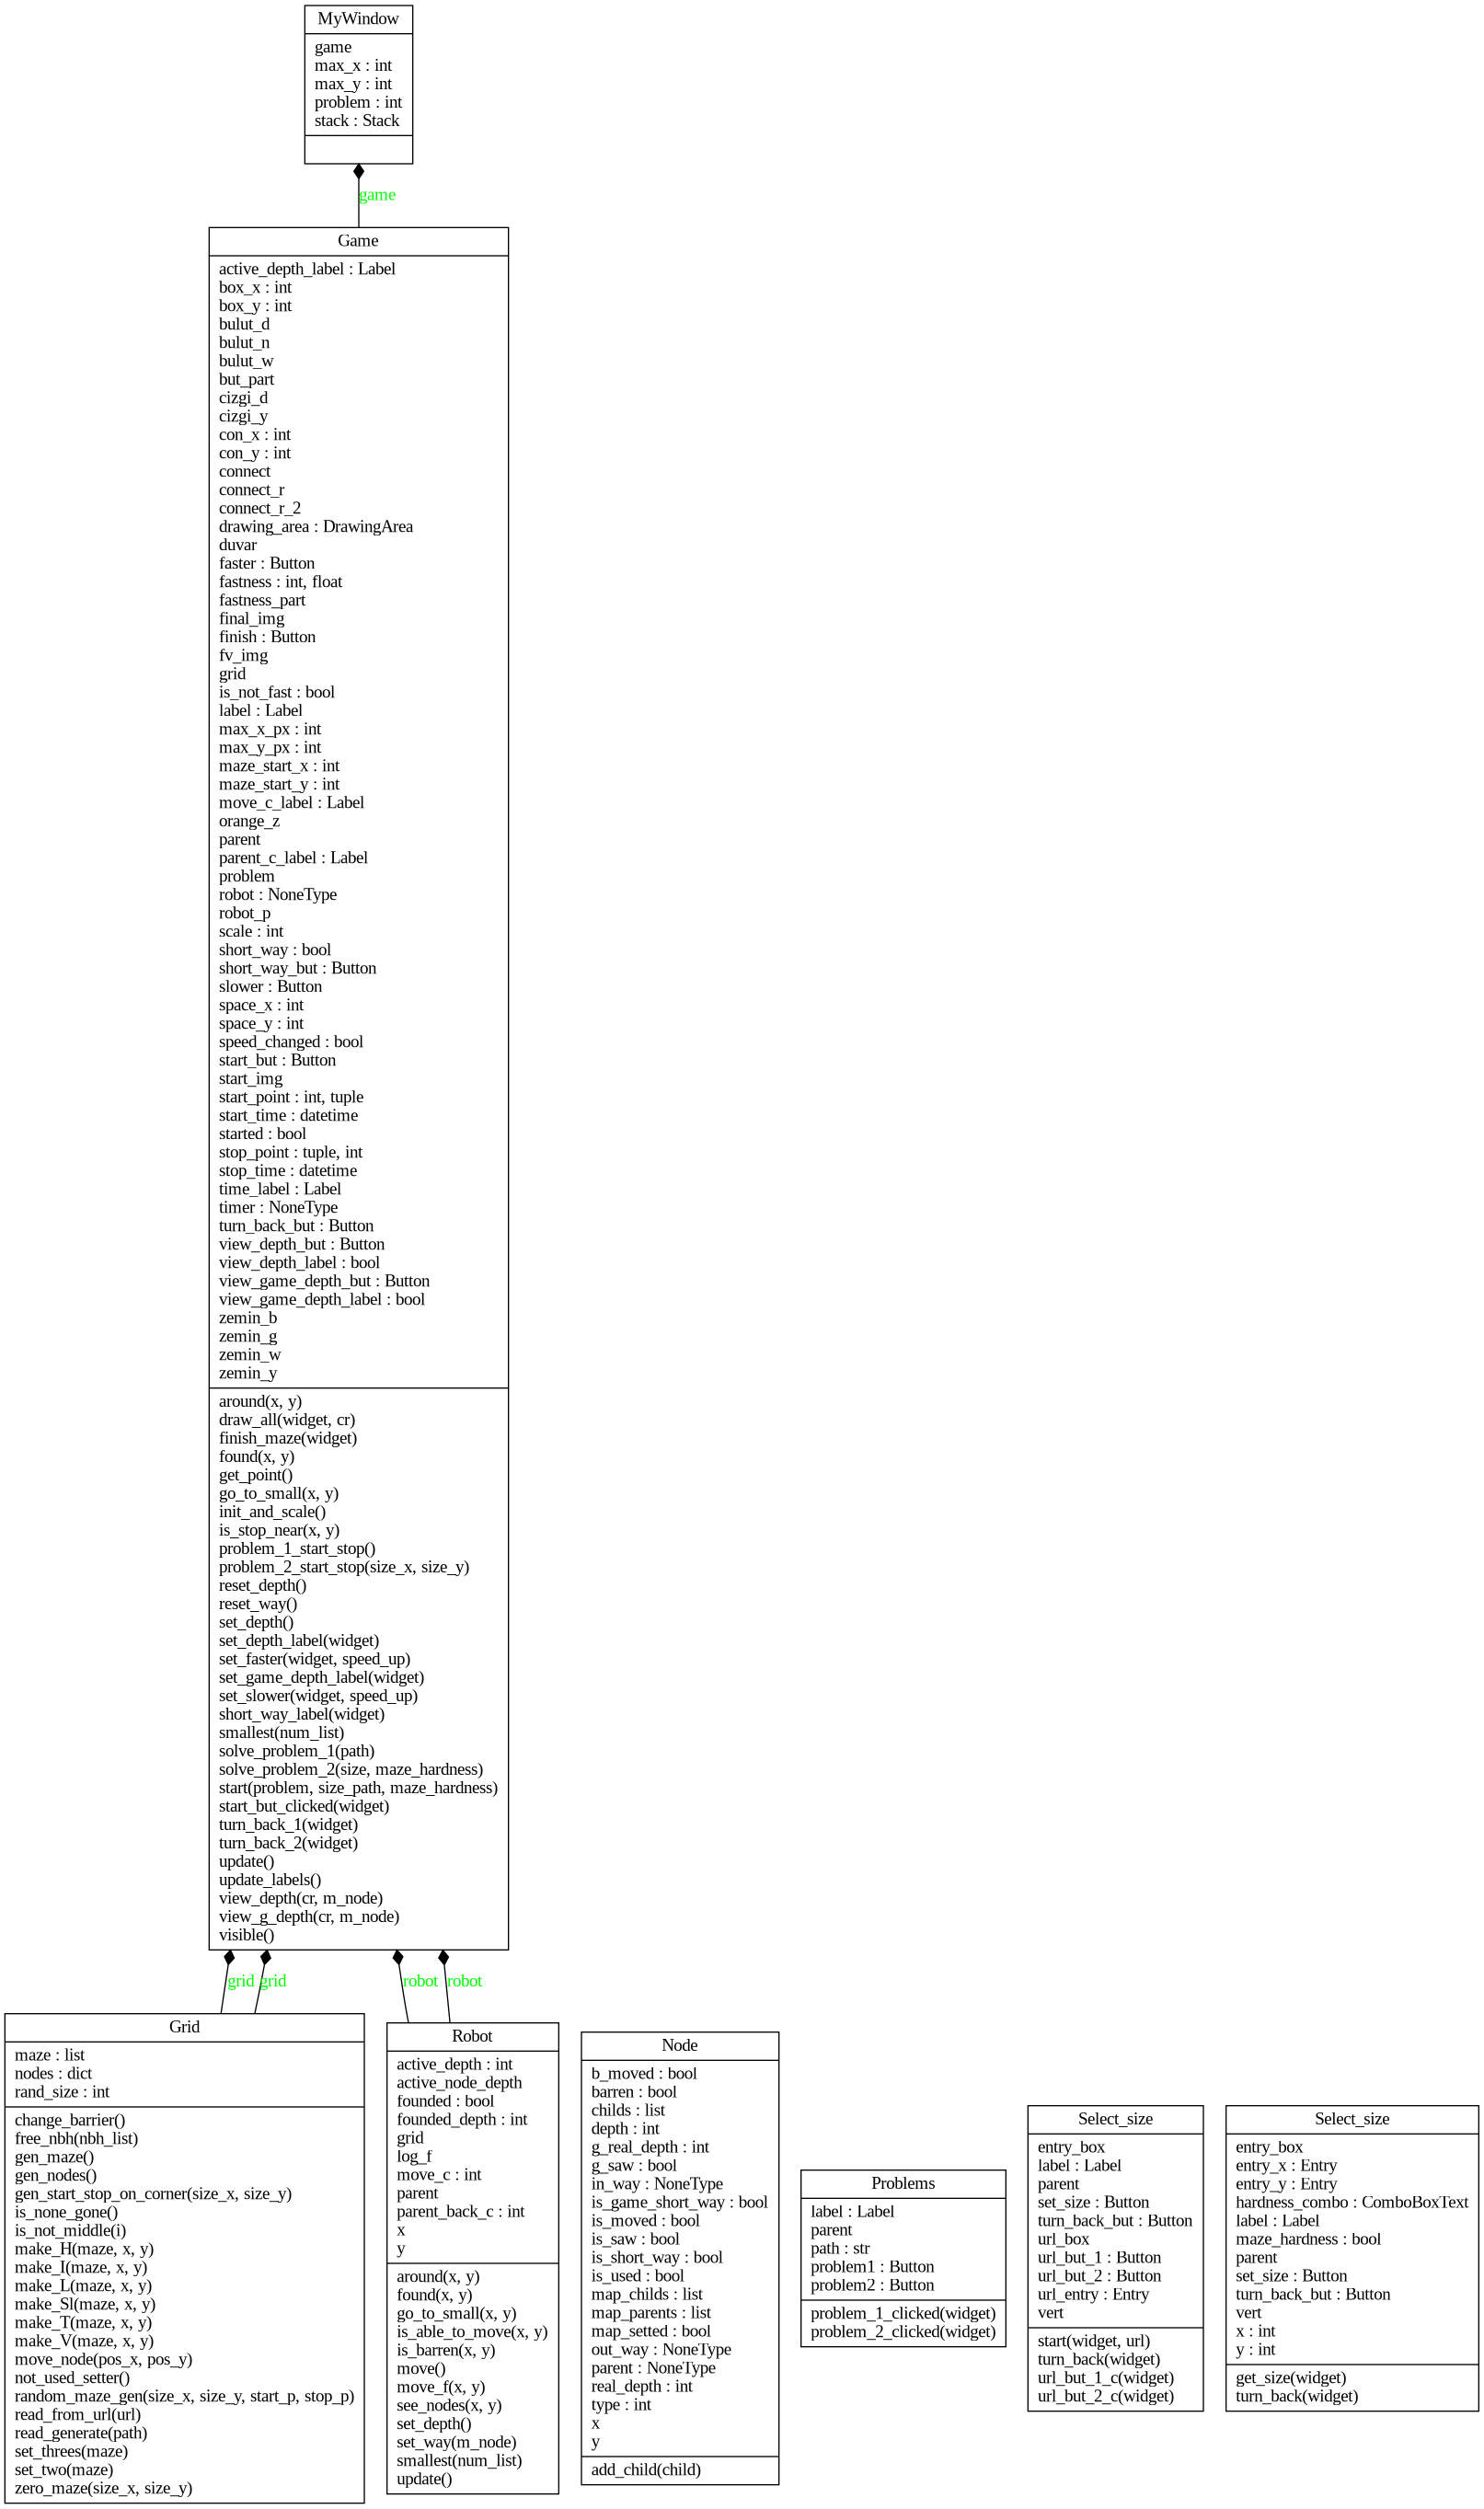 MyWindow
game
max_x : int
max_y : int
problem : int
stack : Stack
game
Game
active_depth_label : Label
box_x : int
box_y : int
bulut_d
bulut_n
bulut_w
but_part
cizgi_d
cizgi_y
con_x : int
con_y : int
connect
connect_r
connect_r_2
drawing_area : DrawingArea
duvar
faster : Button
fastness : int, float
fastness_part
final_img
finish : Button
fv_img
grid
is_not_fast : bool
label : Label
max_x_px : int
max_y_px : int
maze_start_x : int
maze_start_y : int
move_c_label : Label
orange_z
parent
parent_c_label : Label
problem
robot : NoneType
robot_p
scale : int
short_way : bool
short_way_but : Button
slower : Button
space_x : int
space_y : int
speed_changed : bool
start_but : Button
start_img
start_point : int, tuple
start_time : datetime
started : bool
stop_point : tuple, int
stop_time : datetime
time_label : Label
timer : NoneType
turn_back_but : Button
view_depth_but : Button
view_depth_label : bool
view_game_depth_but : Button
view_game_depth_label : bool
zemin_b
zemin_g
zemin_w
zemin_y
around(x, y)
draw_all(widget, cr)
finish_maze(widget)
found(x, y)
get_point()
go_to_small(x, y)
init_and_scale()
is_stop_near(x, y)
problem_1_start_stop()
problem_2_start_stop(size_x, size_y)
reset_depth()
reset_way()
set_depth()
set_depth_label(widget)
set_faster(widget, speed_up)
set_game_depth_label(widget)
set_slower(widget, speed_up)
short_way_label(widget)
smallest(num_list)
solve_problem_1(path)
solve_problem_2(size, maze_hardness)
start(problem, size_path, maze_hardness)
start_but_clicked(widget)
turn_back_1(widget)
turn_back_2(widget)
update()
update_labels()
view_depth(cr, m_node)
view_g_depth(cr, m_node)
visible()
grid
grid
robot
robot
Grid
maze : list
nodes : dict
rand_size : int
change_barrier()
free_nbh(nbh_list)
gen_maze()
gen_nodes()
gen_start_stop_on_corner(size_x, size_y)
is_none_gone()
is_not_middle(i)
make_H(maze, x, y)
make_I(maze, x, y)
make_L(maze, x, y)
make_Sl(maze, x, y)
make_T(maze, x, y)
make_V(maze, x, y)
move_node(pos_x, pos_y)
not_used_setter()
random_maze_gen(size_x, size_y, start_p, stop_p)
read_from_url(url)
read_generate(path)
set_threes(maze)
set_two(maze)
zero_maze(size_x, size_y)
Robot
active_depth : int
active_node_depth
founded : bool
founded_depth : int
grid
log_f
move_c : int
parent
parent_back_c : int
x
y
around(x, y)
found(x, y)
go_to_small(x, y)
is_able_to_move(x, y)
is_barren(x, y)
move()
move_f(x, y)
see_nodes(x, y)
set_depth()
set_way(m_node)
smallest(num_list)
update()
Node
b_moved : bool
barren : bool
childs : list
depth : int
g_real_depth : int
g_saw : bool
in_way : NoneType
is_game_short_way : bool
is_moved : bool
is_saw : bool
is_short_way : bool
is_used : bool
map_childs : list
map_parents : list
map_setted : bool
out_way : NoneType
parent : NoneType
real_depth : int
type : int
x
y
add_child(child)
Problems
label : Label
parent
path : str
problem1 : Button
problem2 : Button
problem_1_clicked(widget)
problem_2_clicked(widget)
Select_size
entry_box
label : Label
parent
set_size : Button
turn_back_but : Button
url_box
url_but_1 : Button
url_but_2 : Button
url_entry : Entry
vert
start(widget, url)
turn_back(widget)
url_but_1_c(widget)
url_but_2_c(widget)
Select_size
entry_box
entry_x : Entry
entry_y : Entry
hardness_combo : ComboBoxText
label : Label
maze_hardness : bool
parent
set_size : Button
turn_back_but : Button
vert
x : int
y : int
get_size(widget)
turn_back(widget)